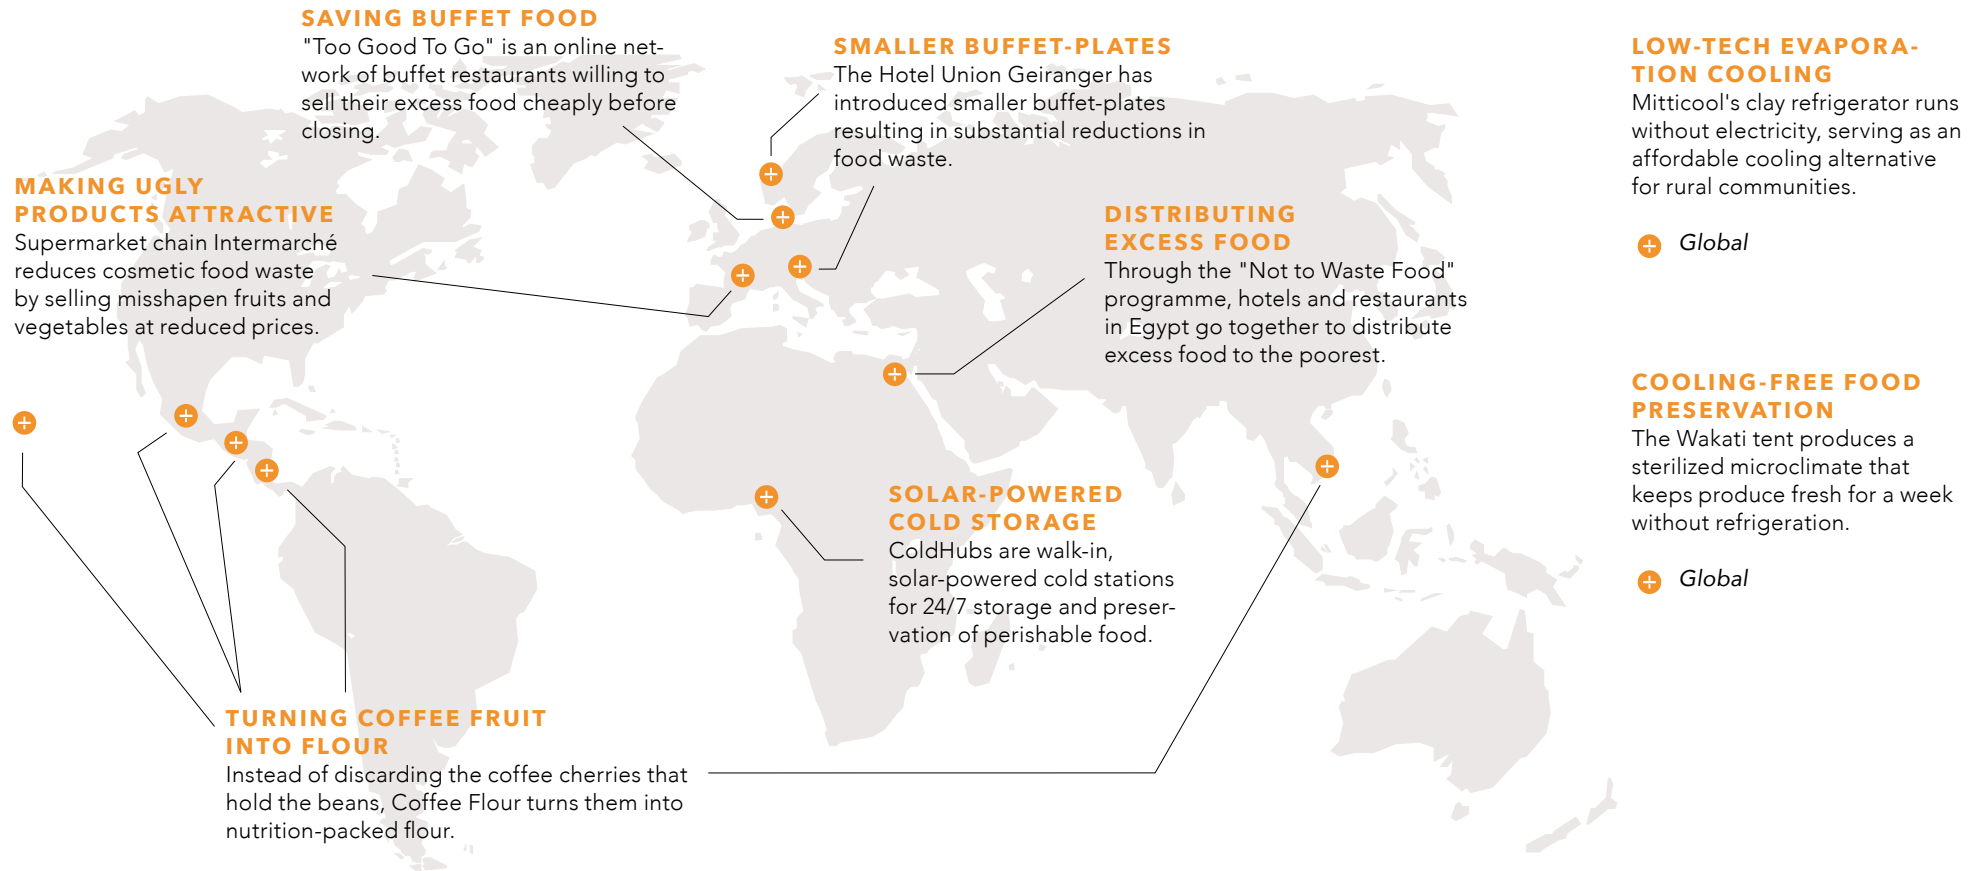 SAVING BUFFET FOOD
"Too Good To Go" is an online net-
work of buffet restaurants willing to
sell their excess food cheaply before
closing.
SMALLER BUFFET-PLATES
The Hotel Union Geiranger has
introduced smaller buffet-plates
resulting in substantial reductions in
food waste.
LOW-TECH EVAPORA-
TION COOLING
Mitticool's clay refrigerator runs
without electricity, serving as an
affordable cooling alternative
for rural communities.
Global
MAKING UGLY
PRODUCTS ATTRACTIVE
Supermarket chain Intermarché
reduces cosmetic food waste
by selling misshapen fruits and
vegetables at reduced prices.
DISTRIBUTING
EXCESS FOOD
Through the "Not to Waste Food"
programme, hotels and restaurants
in Egypt go together to distribute
excess food to the poorest.
COOLING-FREE FOOD
PRESERVATION
The Wakati tent produces a
sterilized microclimate that
keeps produce fresh for a week
without refrigeration.
Global
SOLAR-POWERED
COLD STORAGE
ColdHubs are walk-in,
solar-powered cold stations
for 24/7 storage and preser-
vation of perishable food.
TURNING COFFEE FRUIT
INTO FLOUR
Instead of discarding the coffee cherries that
hold the beans, Coffee Flour turns them into
nutrition-packed flour.